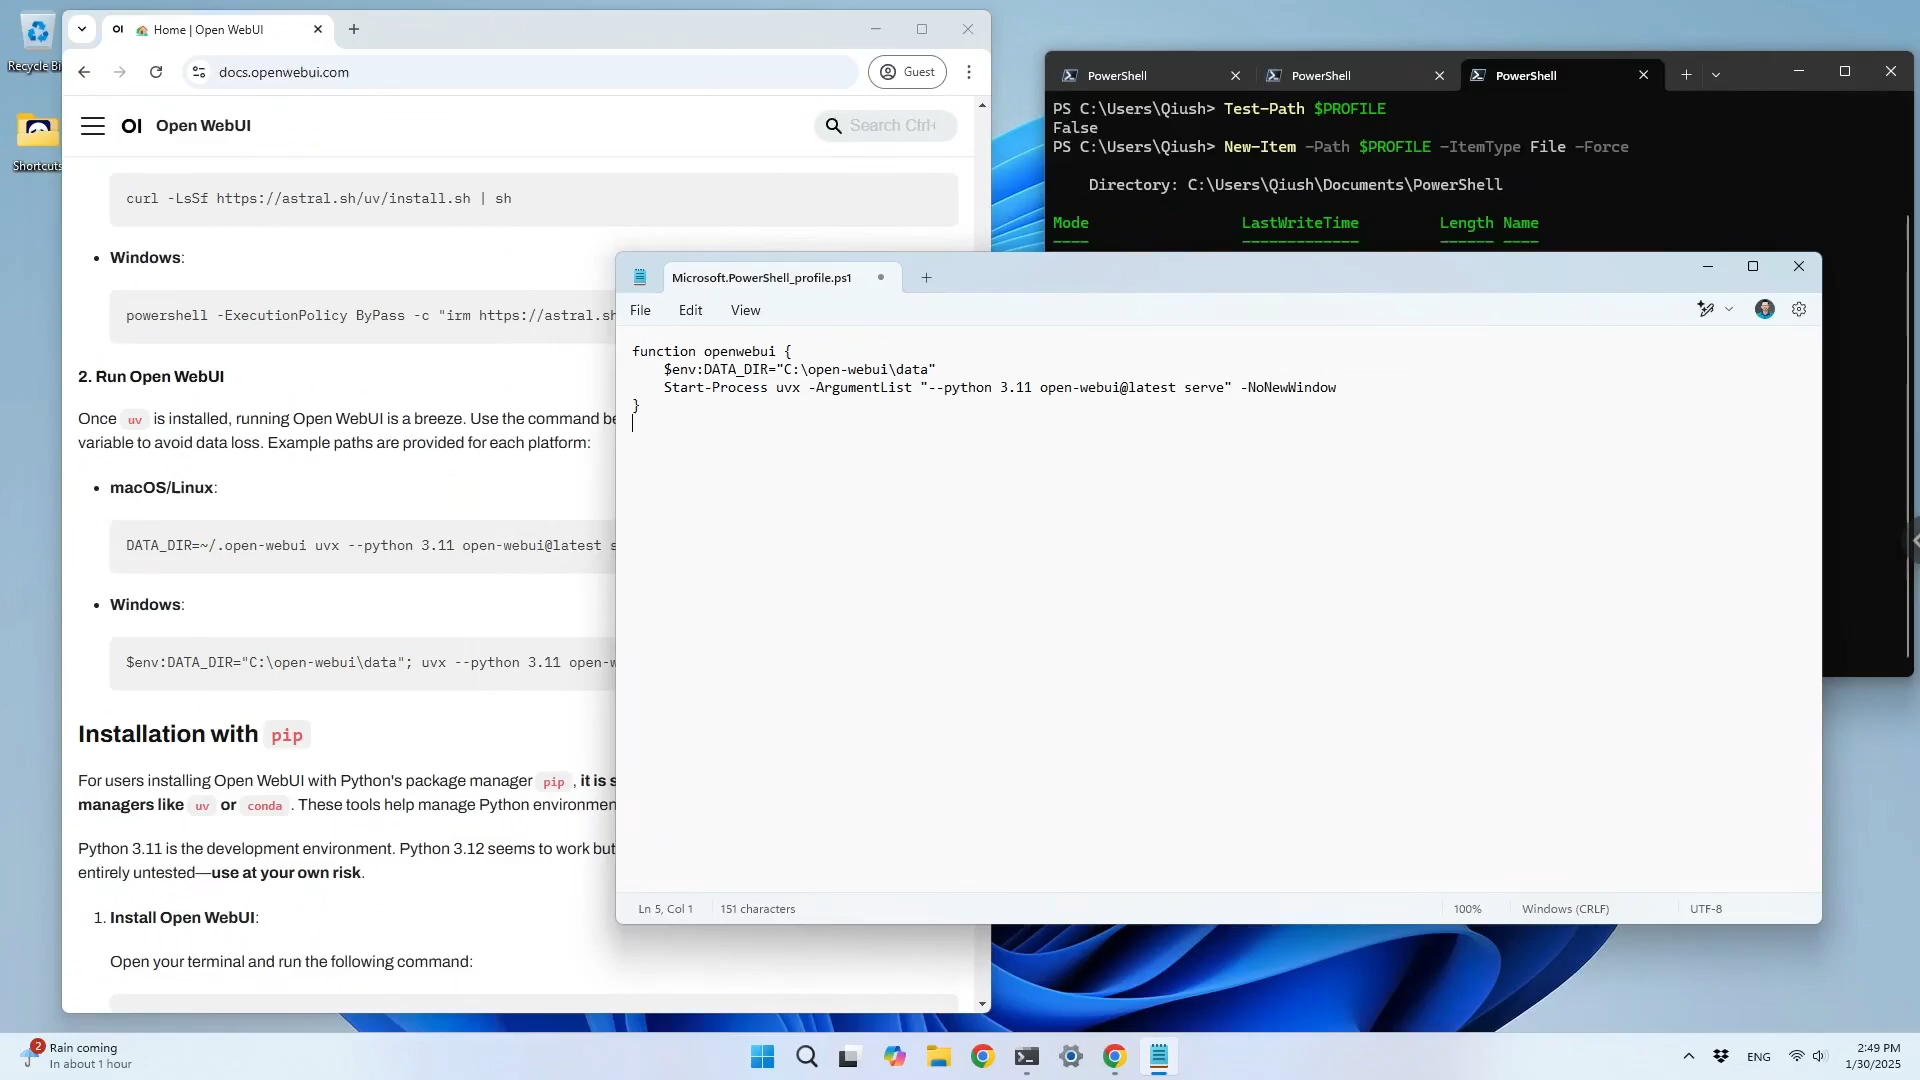 Recycle Bi
Shortcuts
OI Home | Open WebUI
docs.openwebui.com
Guest
OI Open WebUI
Search Ctrl
curl -LsSf https://astral.sh/uv/install.sh | sh
Windows:
powershell -ExecutionPolicy ByPass -c "irm https://astral.sh
2. Run Open WebUI
Once uv is installed, running Open WebUI is a breeze. Use the command be
variable to avoid data loss. Example paths are provided for each platform:
macOS/Linux:
DATA_DIR=~/.open-webui uvx --python 3.11 open-webui@latest s
Windows:
$env:DATA_DIR="C:\open-webui\data"; uvx --python 3.11 open-w
Installation with pip
For users installing Open WebUI with Python's package manager pip, it is s
managers like uv or conda. These tools help manage Python environmen
Python 3.11 is the development environment. Python 3.12 seems to work but
entirely untested—use at your own risk.
1. Install Open WebUI:
Open your terminal and run the following command:
PowerShell
PowerShell
PowerShell
PS C:\Users\Qiush> Test-Path $PROFILE
False
PS C:\Users\Qiush> New-Item -Path $PROFILE -ItemType File -Force
Directory: C:\Users\Qiush\Documents\PowerShell
Mode LastWriteTime Length Name
---- ------------- ------ ----
Microsoft.PowerShell_profile.ps1
File Edit View
function openwebui {
$env:DATA_DIR="C:\open-webui\data"
Start-Process uvx -ArgumentList "--python 3.11 open-webui@latest serve" -NoNewWindow
}
Ln 5, Col 1 151 characters 100% Windows (CRLF) UTF-8
2
Rain coming
In about 1 hour
ENG
2:49 PM
1/30/2025